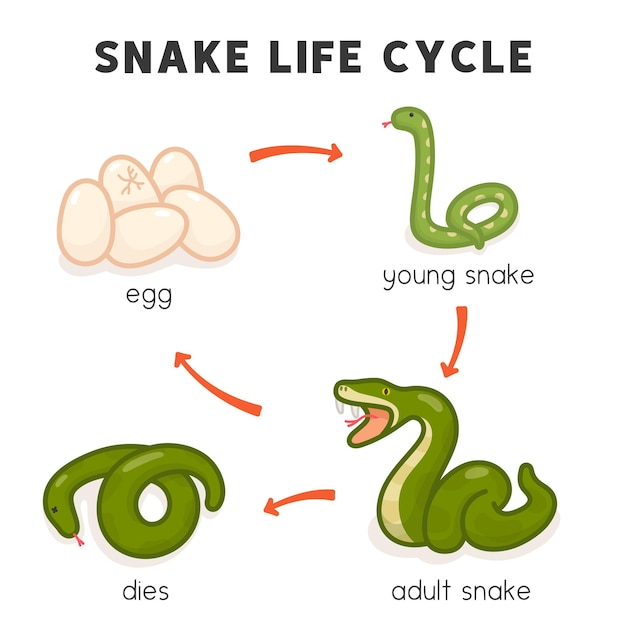 SNAKE LIFE CYCLE
egg
young snake
dies
adult snake